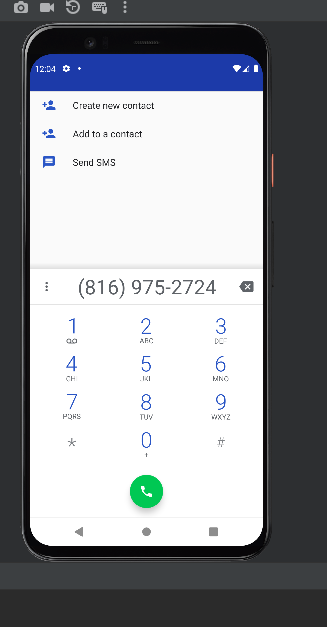 12:04
Create new contact
Add to a contact
Send SMS
(816) 975-2724
1 2 3
ABC DEF
4 5 6
GHI JKL MNO
7 8 9
PQRS TUV WXYZ
* 0 #
+